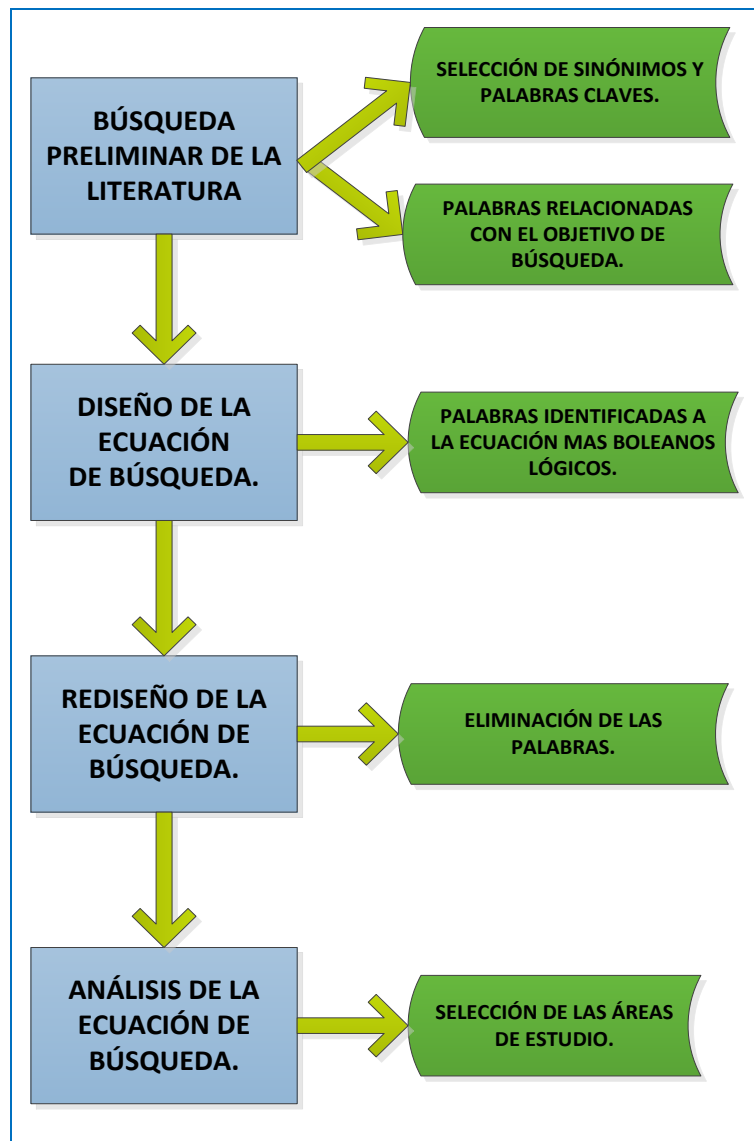 BÚSQUEDA
PRELIMINAR DE LA
LITERATURA
SELECCIÓN DE SINÓNIMOS Y
PALABRAS CLAVES.
PALABRAS RELACIONADAS
CON EL OBJETIVO DE
BÚSQUEDA.
DISEÑO DE LA
ECUACIÓN
DE BÚSQUEDA.
PALABRAS IDENTIFICADAS A
LA ECUACIÓN MAS BOLEANOS
LÓGICOS.
REDISEÑO DE LA
ECUACIÓN DE
BÚSQUEDA.
ELIMINACIÓN DE LAS
PALABRAS.
ANÁLISIS DE LA
ECUACIÓN DE
BÚSQUEDA.
SELECCIÓN DE LAS ÁREAS
DE ESTUDIO.